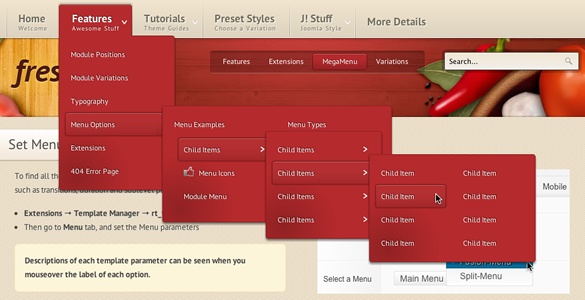 Home
Welcome
Features
Awesome Stuff
Tutorials
Theme Guides
Preset Styles
Choose a Variation
J! Stuff
Joomla Style
More Details
Features
Extensions
MegaMenu
Variations
Search...
Module Positions
Module Variations
Typography
Menu Options
Extensions
404 Error Page
Menu Examples
Menu Types
Child Items
Menu Icons
Module Menu
Child Items
Child Items
Child Items
Child Items
Child Item
Child Item
Child Item
Child Item
Child Item
Child Item
Child Item
Child Item
fres
Set Menu
To find all th
such as transitions, duration and sublevel p
Extensions → Template Manager → rt_
Then go to Menu tab, and set the Menu parameters
Descriptions of each template parameter can be seen when you
mouseover the label of each option.
Mobile
Select a Menu
Main Menu
Fusion Menu
Split-Menu